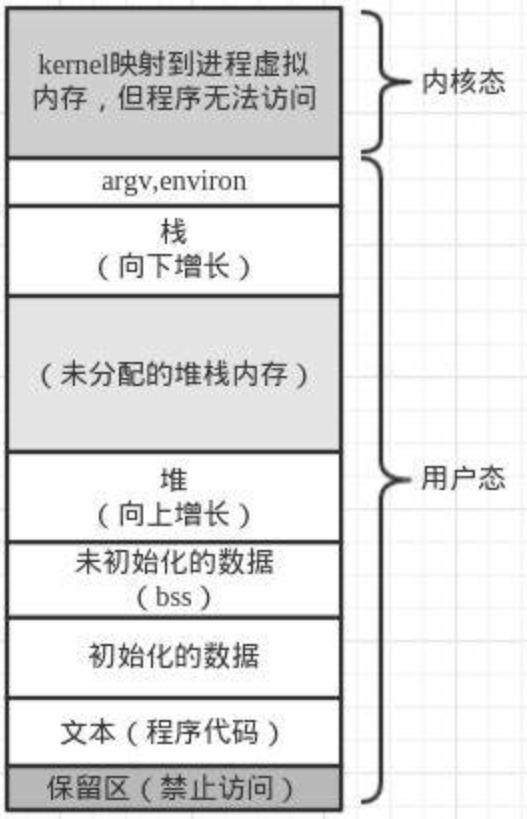 kernel映射到进程虚拟
内存，但程序无法访问
内核态
argv,environ
栈
（向下增长）
（未分配的堆栈内存）
堆
（向上增长）
用户态
未初始化的数据
（bss）
初始化的数据
文本（程序代码）
保留区（禁止访问）